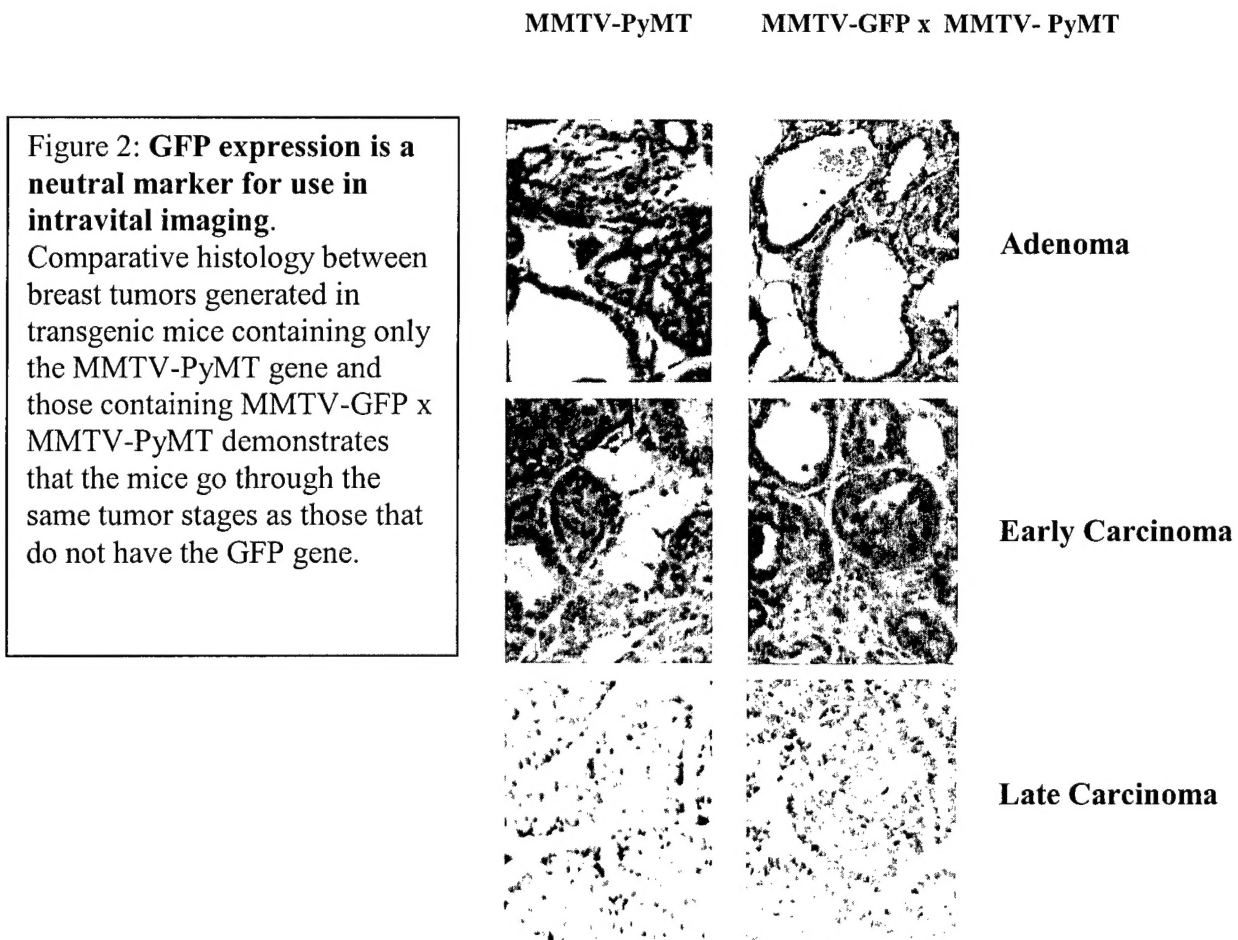 MMTV-PyMT MMTV-GFP x MMTV- PyMT
Figure 2: GFP expression is a
neutral marker for use in
intravital imaging.
Comparative histology between
breast tumors generated in
transgenic mice containing only
the MMTV-PyMT gene and
those containing MMTV-GFP x
MMTV-PyMT demonstrates
that the mice go through the
same tumor stages as those that
do not have the GFP gene.
Adenoma
Early Carcinoma
Late Carcinoma